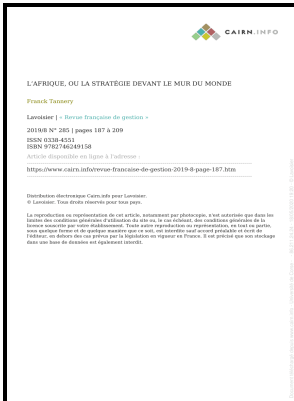 CAIRN.INFO
L'AFRIQUE, OU LA STRATÉGIE DEVANT LE MUR DU MONDE
Franck Tannery
Lavoisier | « Revue française de gestion »
2019/8 N° 285 | pages 187 à 209
ISSN 0338-4551
ISBN 9782746249158
Article disponible en ligne à l'adresse :
https://www.cairn.info/revue-francaise-de-gestion-2019-8-page-187.htm
Distribution électronique Cairn.info pour Lavoisier.
© Lavoisier. Tous droits réservés pour tous pays.
La reproduction ou représentation de cet article, notamment par photocopie, n'est autorisée que dans les
limites des conditions générales d'utilisation du site ou, le cas échéant, des conditions générales de la
licence souscrite par votre établissement. Toute autre reproduction ou représentation, en tout ou partie,
sous quelque forme et de quelque manière que ce soit, est interdite sauf accord préalable et écrit de
l'éditeur, en dehors des cas prévus par la législation en vigueur en France. Il est précisé que son stockage
dans une base de données est également interdit.